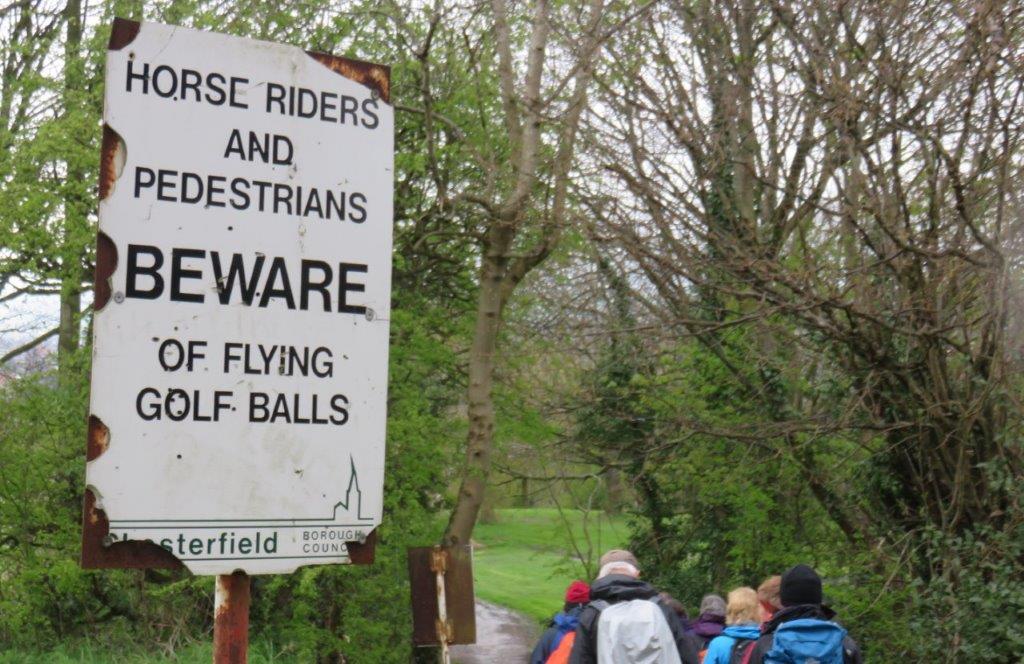 HORSE RIDERS
AND
PEDESTRIANS
BEWARE
OF FLYING
GOLF BALLS
BOROUGH